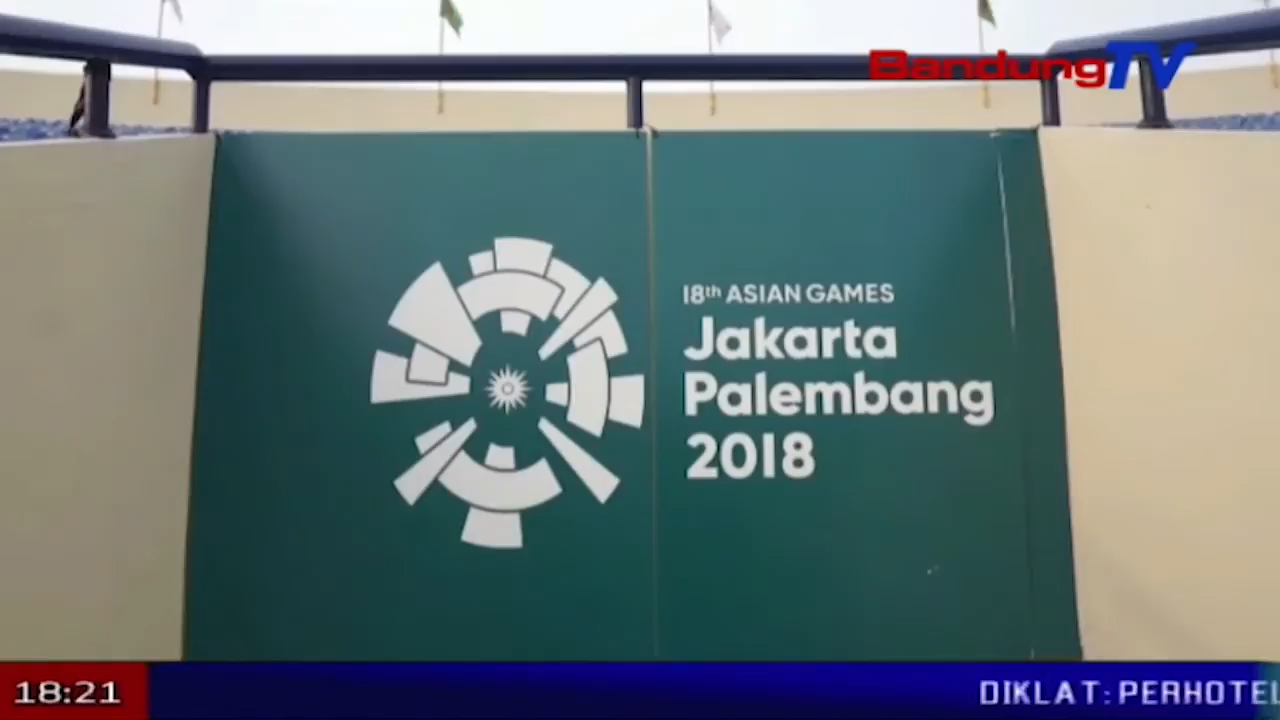 BandungTV
18th ASIAN GAMES
Jakarta
Palembang
2018
18:21
DIKLAT: PERHOTEL